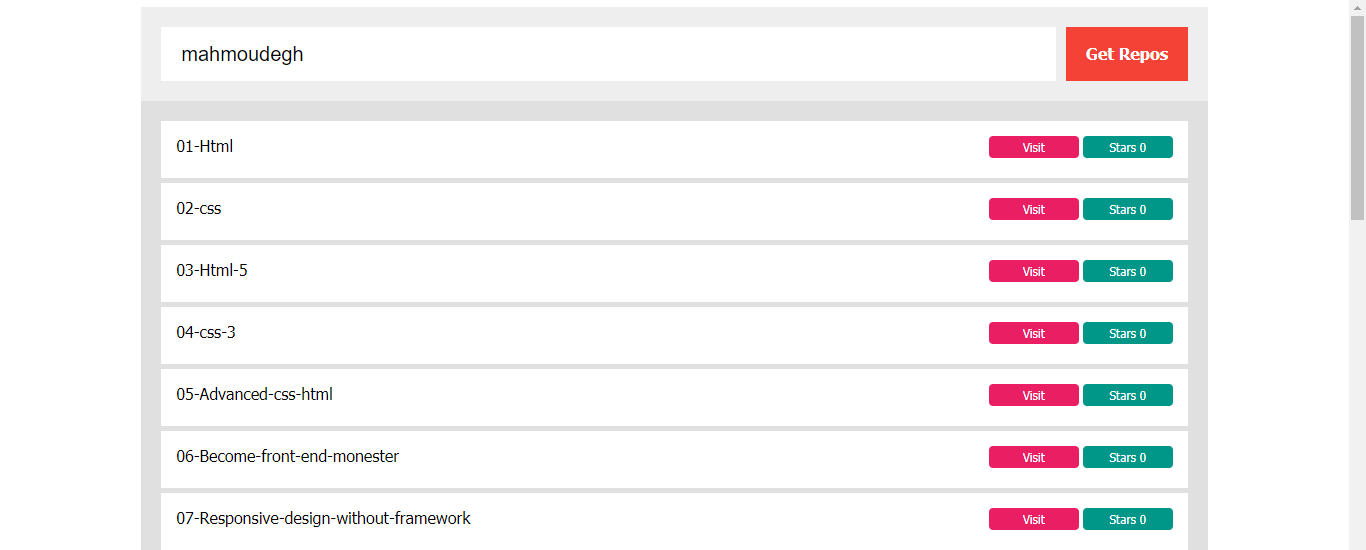 mahmoudegh Get Repos
01-Html Visit Stars 0
02-css Visit Stars 0
03-Html-5 Visit Stars 0
04-css-3 Visit Stars 0
05-Advanced-css-html Visit Stars 0
06-Become-front-end-monester Visit Stars 0
07-Responsive-design-without-framework Visit Stars 0